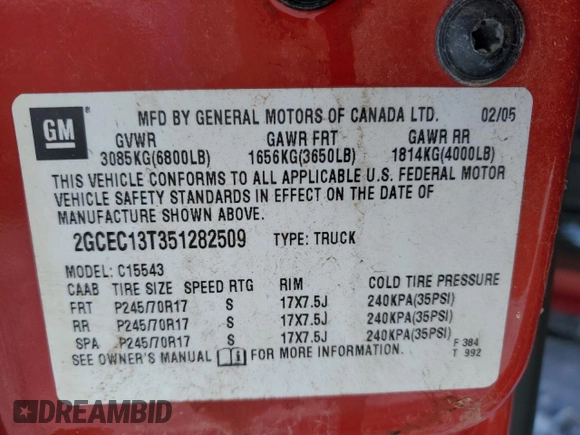 GM
®
MFD BY GENERAL MOTORS OF CANADA LTD. 02/05
GVWR GAWR FRT GAWR RR
3085KG(6800LB) 1656KG(3650LB) 1814KG(4000LB)
THIS VEHICLE CONFORMS TO ALL APPLICABLE U.S. FEDERAL MOTOR
VEHICLE SAFETY STANDARDS IN EFFECT ON THE DATE OF
MANUFACTURE SHOWN ABOVE.
2GCEC13T351282509 TYPE: TRUCK
MODEL: C15543
CAAB TIRE SIZE SPEED RTG RIM COLD TIRE PRESSURE
FRT P245/70R17 S 17X7.5J 240KPA(35PSI)
RR P245/70R17 S 17X7.5J 240KPA(35PSI)
SPA P245/70R17 S 17X7.5J 240KPA(35PSI)
SEE OWNER'S MANUAL FOR MORE INFORMATION.
F 384
T 992
DREAMBID